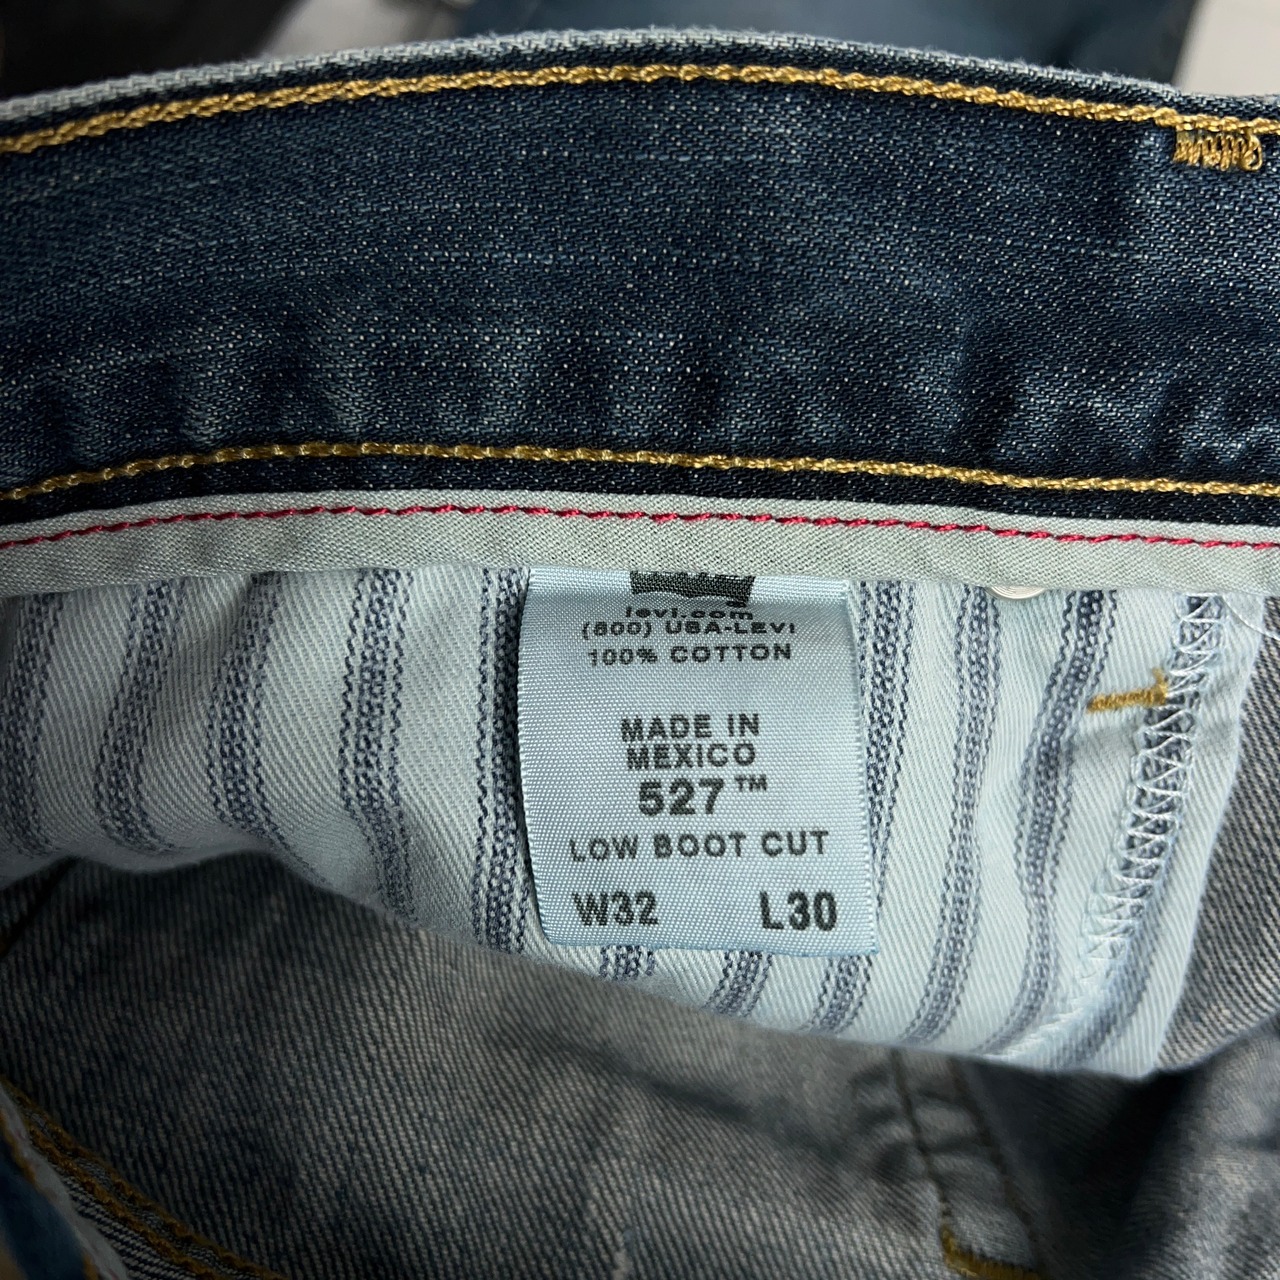 levi.com
(800) USA-LEVI
100% COTTON
MADE IN
MEXICO
527™
LOW BOOT CUT
W32 L30